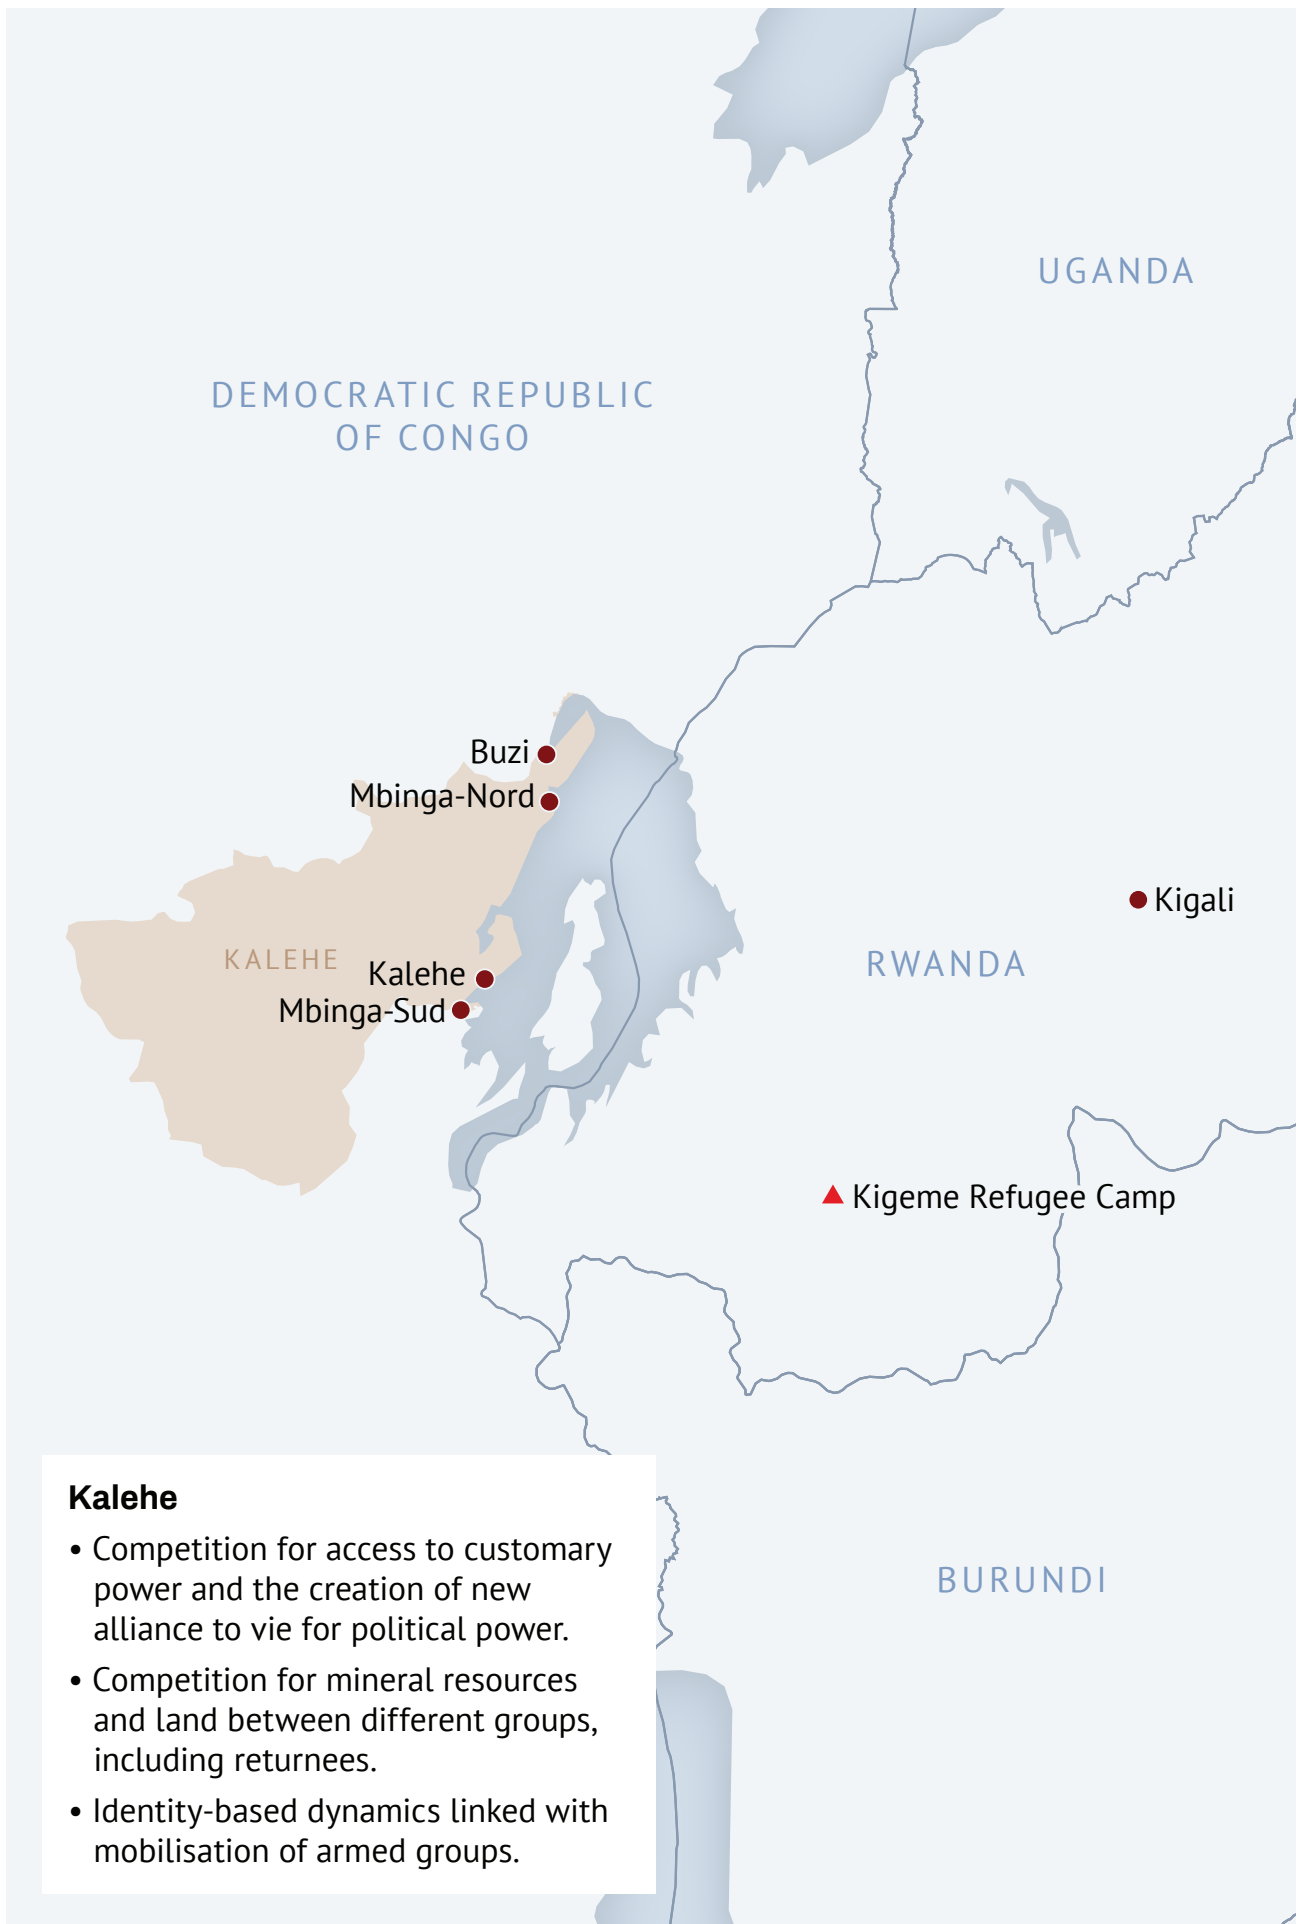 UGANDA
DEMOCRATIC REPUBLIC
OF CONGO
Buzi
Mbinga-Nord
Kigali
KALEHE
RWANDA
Kalehe
Mbinga-Sud
Kigeme Refugee Camp
BURUNDI
Kalehe
• Competition for access to customary
power and the creation of new
alliance to vie for political power.
• Competition for mineral resources
and land between different groups,
including returnees.
• Identity-based dynamics linked with
mobilisation of armed groups.